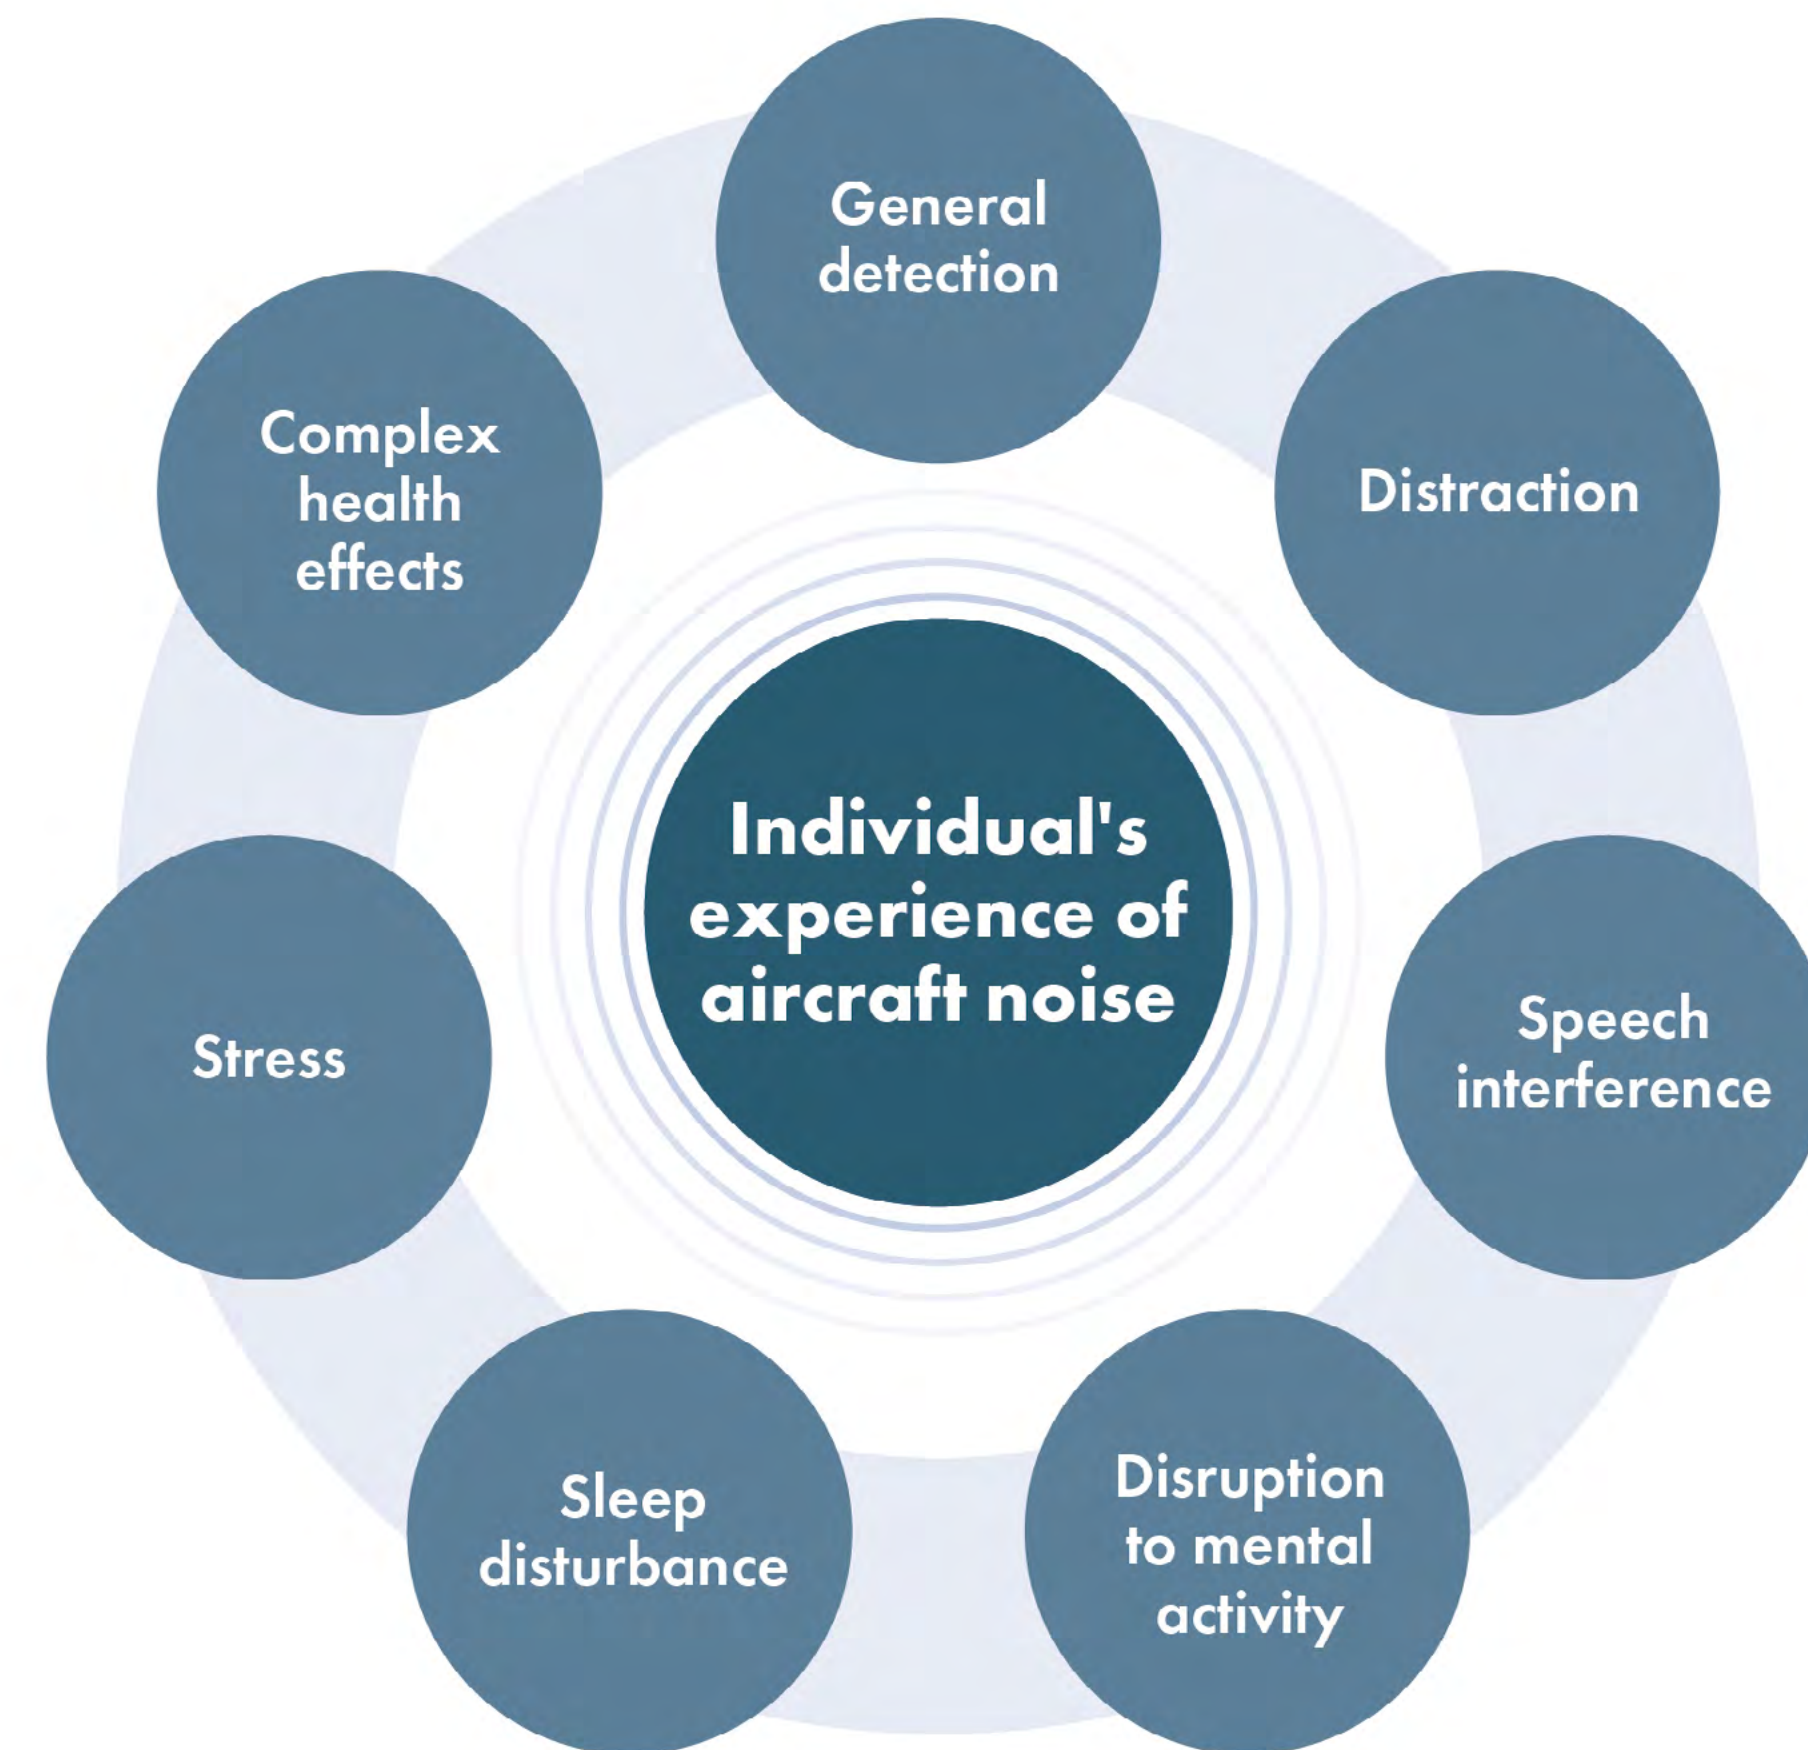 General
detection
Distraction
Speech
interference
Disruption
to mental
activity
Sleep
disturbance
Stress
Complex
health
effects
Individual's
experience of
aircraft noise